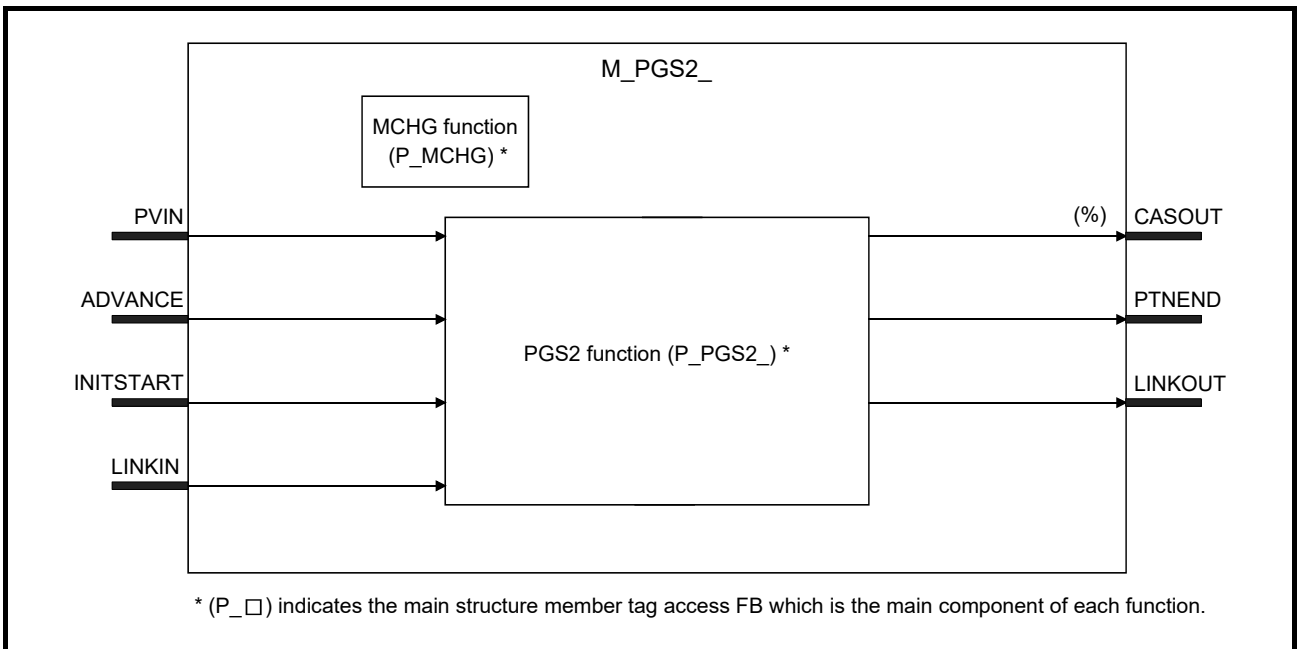 M_PGS2_
MCHG function
(P_MCHG) *
PVIN
(%) CASOUT
ADVANCE
PTNEND
PGS2 function (P_PGS2_) *
INITSTART
LINKOUT
LINKIN
* (P_□) indicates the main structure member tag access FB which is the main component of each function.